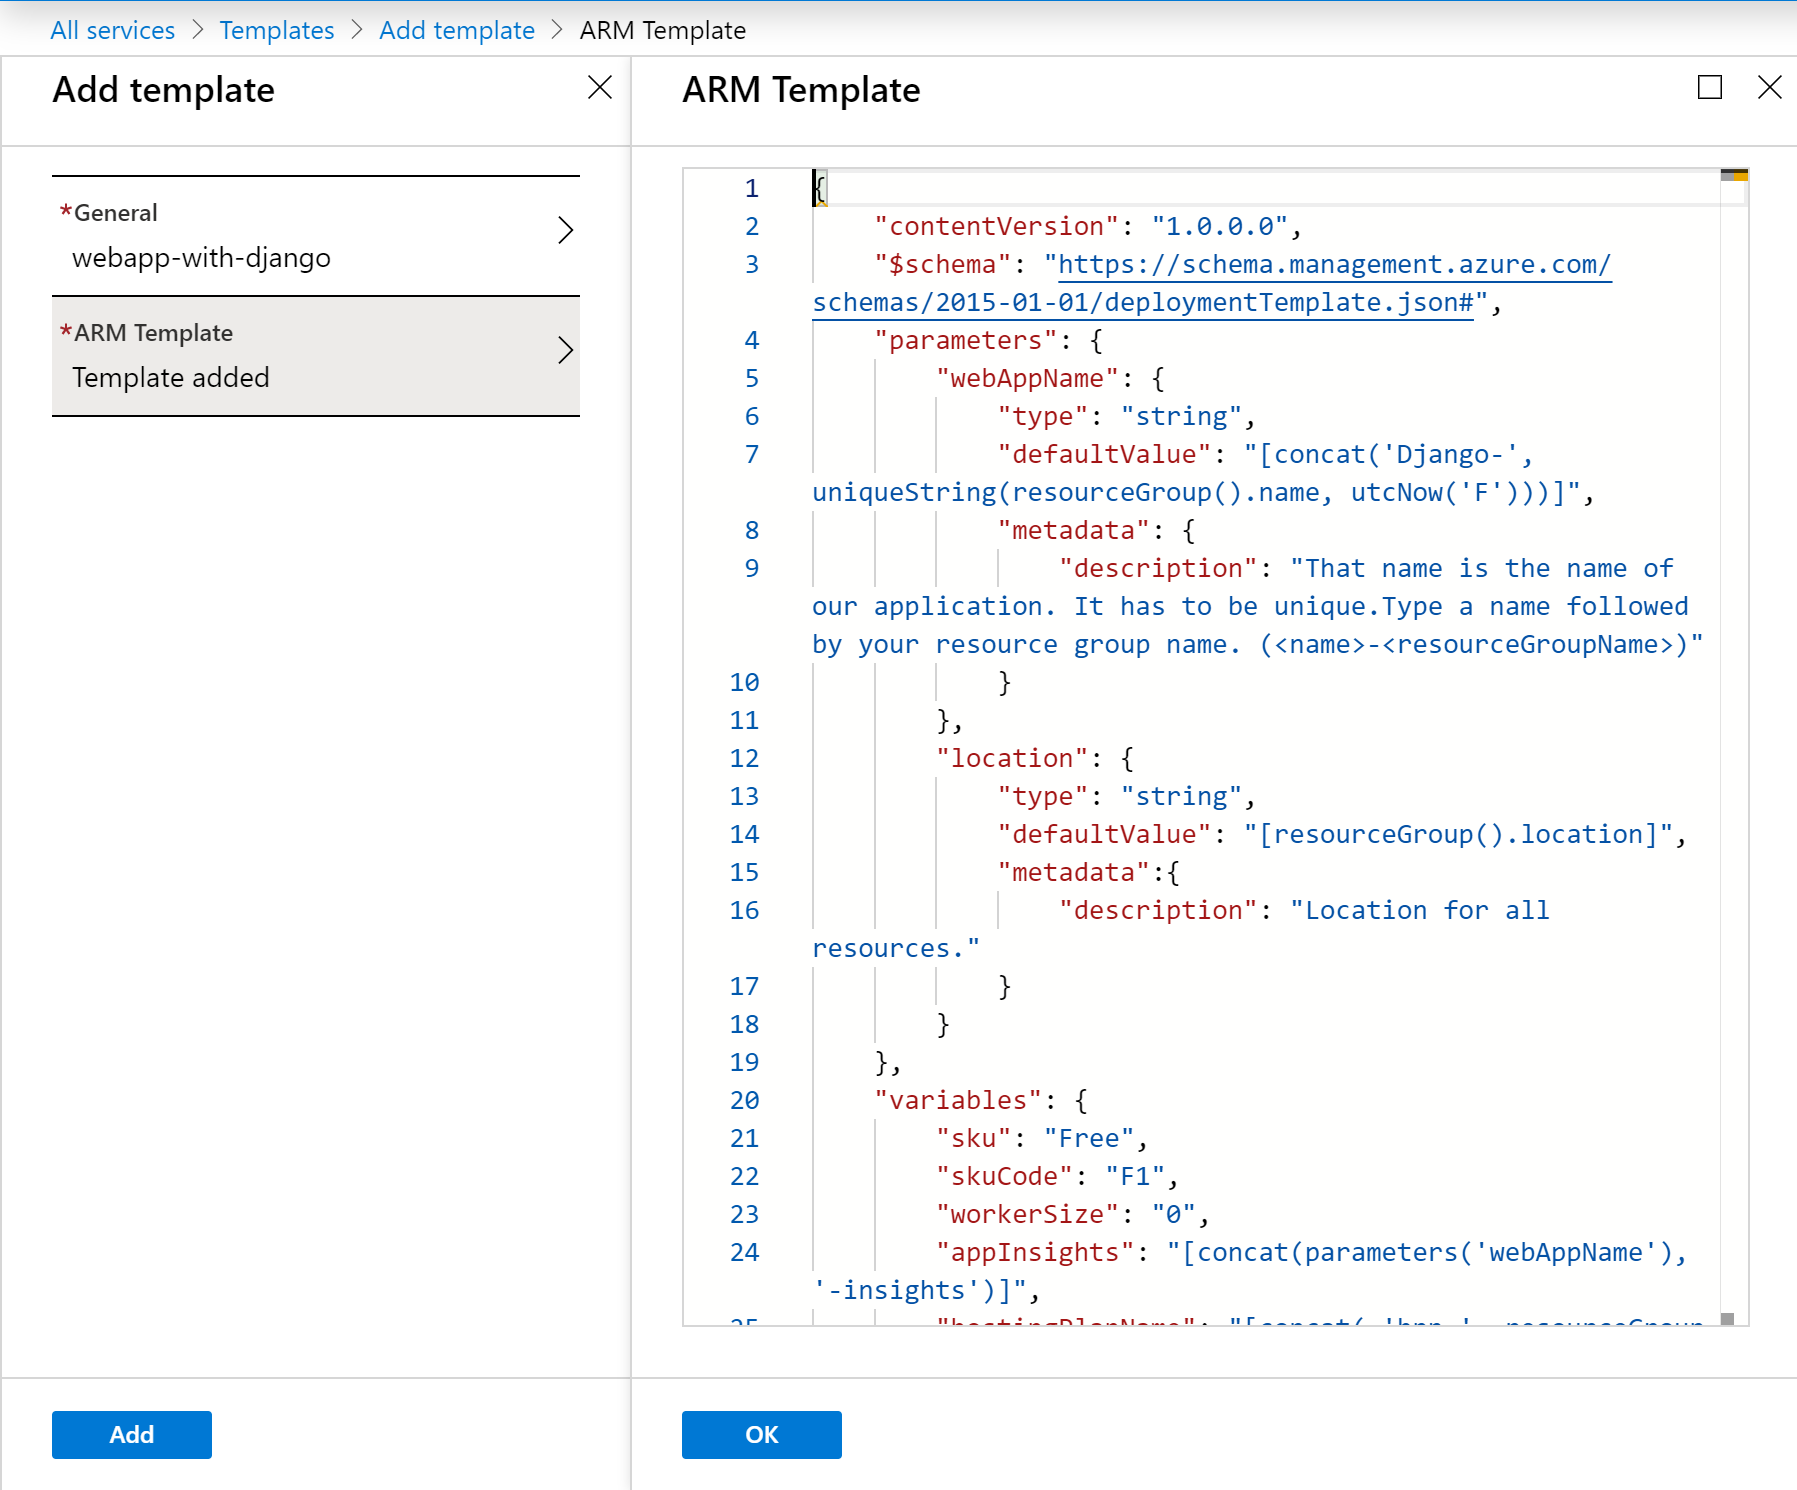 All services > Templates > Add template > ARM Template
Add template
*General
webapp-with-django
*ARM Template
Template added
Add
ARM Template
1 {
2 "contentVersion": "1.0.0.0",
3 "$schema": "https://schema.management.azure.com/
schemas/2015-01-01/deploymentTemplate.json#",
4 "parameters": {
5 "webAppName": {
6 "type": "string",
7 "defaultValue": "[concat('Django-',
uniqueString(resourceGroup().name, utcNow('F')))]",
8 "metadata": {
9 "description": "That name is the name of
our application. It has to be unique.Type a name followed
by your resource group name. (<name>-<resourceGroupName>)"
10 }
11 },
12 "location": {
13 "type": "string",
14 "defaultValue": "[resourceGroup().location]",
15 "metadata":{
16 "description": "Location for all
resources."
17 }
18 }
19 },
20 "variables": {
21 "sku": "Free",
22 "skuCode": "F1",
23 "workerSize": "0",
24 "appInsights": "[concat(parameters('webAppName'),
'-insights')]",
OK